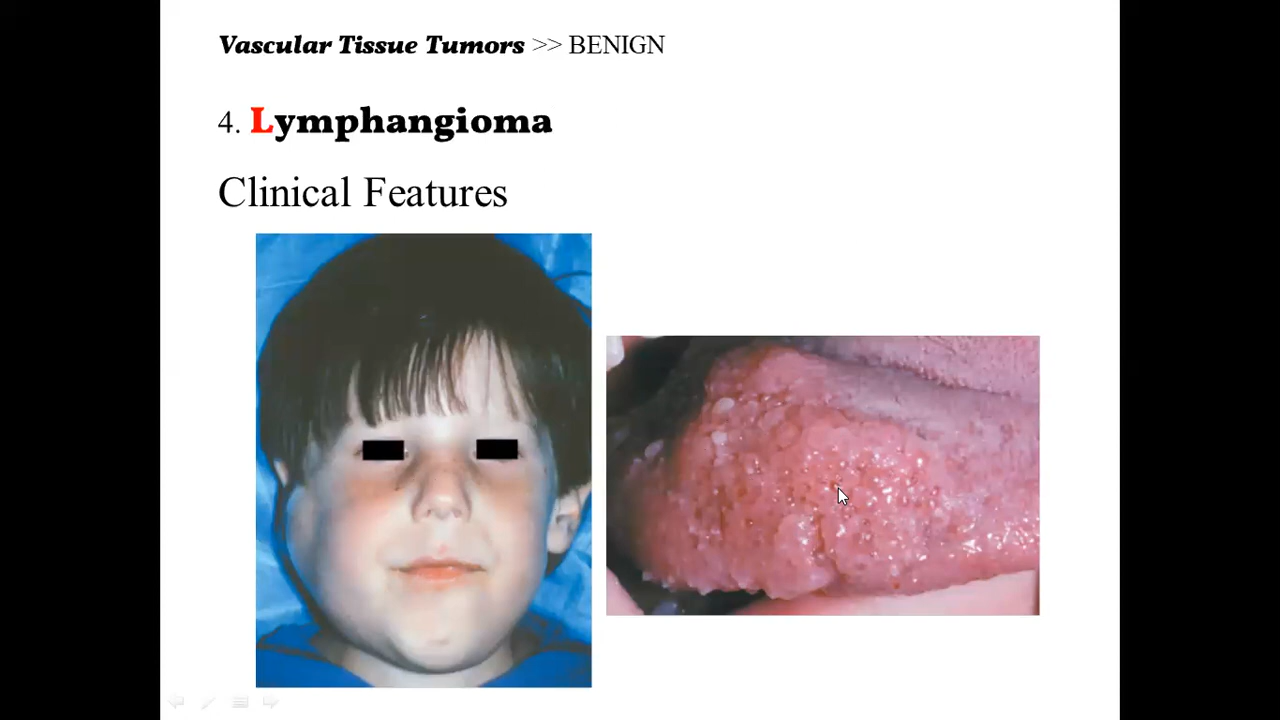 Vascular Tissue Tumors >> BENIGN
4. Lymphangioma
Clinical Features